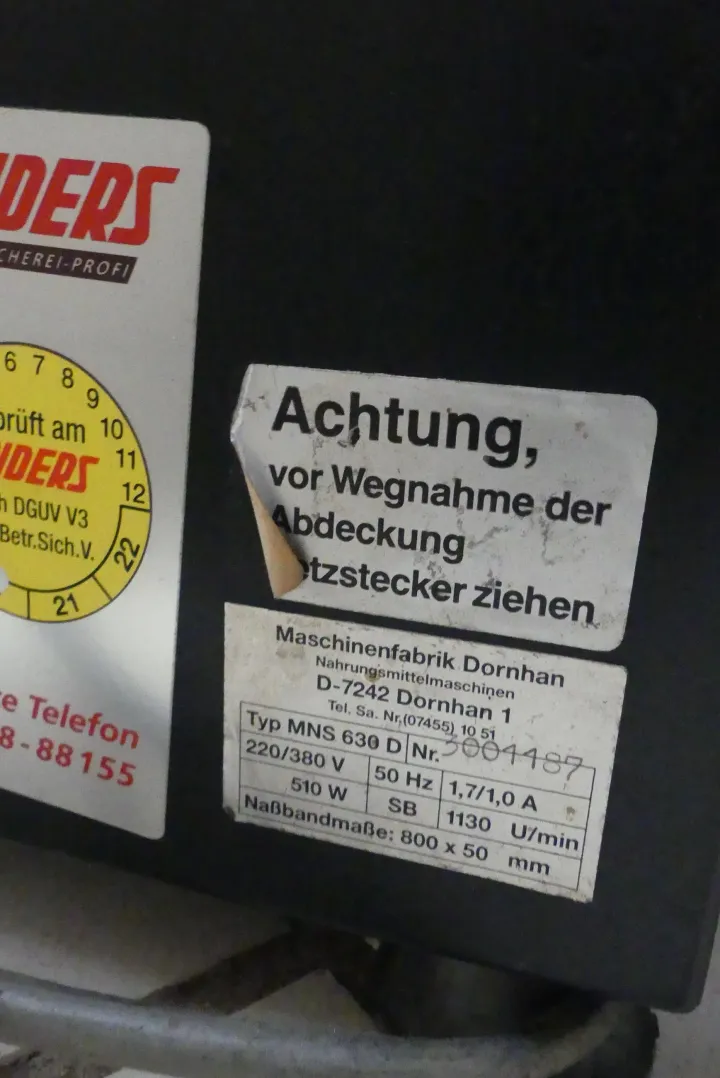 DERS
CHEREI-PROFI
6 7 8 9 10 11 12
prüft am
DERS
h DGUV V3
Betr.Sich.V.
21 22
e Telefon
8-88155
Achtung,
vor Wegnahme der
Abdeckung
etzstecker ziehen
Maschinenfabrik Dornhan
Nahrungsmittelmaschinen
D-7242 Dornhan 1
Tel. Sa. Nr.(07455) 10 51
Typ MNS 630 D Nr. 3004487
220/380 V 50 Hz 1,7/1,0 A
510 W SB 1130 U/min
Naßbandmaße: 800 x 50 mm